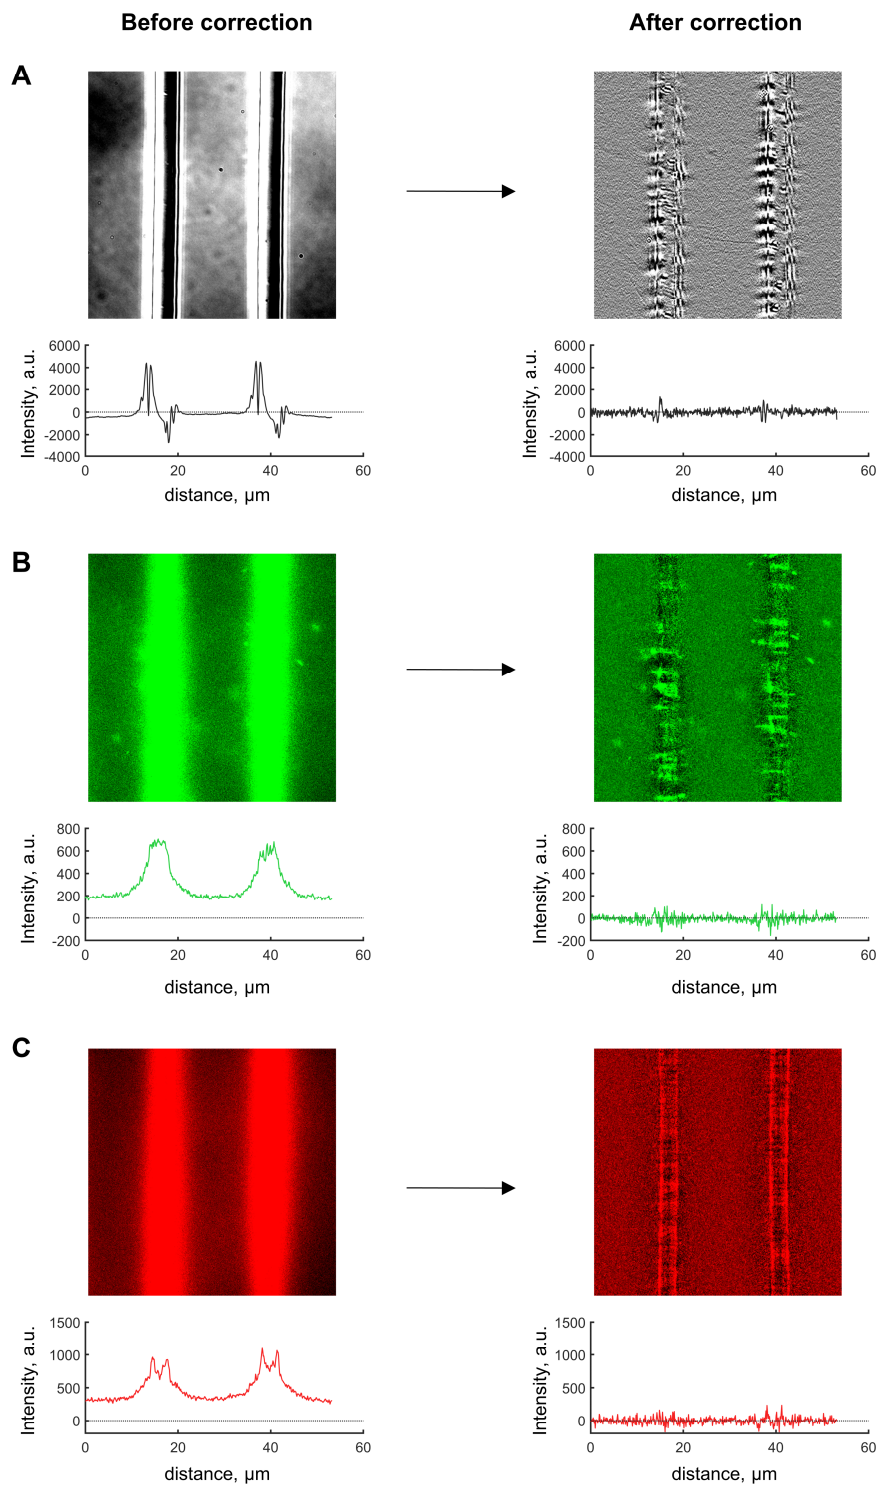 Before correction
After correction
A
6000
4000
2000
0
-2000
-4000
Intensity, a.u.
0 20 40 60
distance, µm
6000
4000
2000
0
-2000
-4000
Intensity, a.u.
0 20 40 60
distance, µm
B
800
600
400
200
0
-200
Intensity, a.u.
0 20 40 60
distance, µm
800
600
400
200
0
-200
Intensity, a.u.
0 20 40 60
distance, µm
C
1500
1000
500
0
Intensity, a.u.
0 20 40 60
distance, µm
1500
1000
500
0
Intensity, a.u.
0 20 40 60
distance, µm